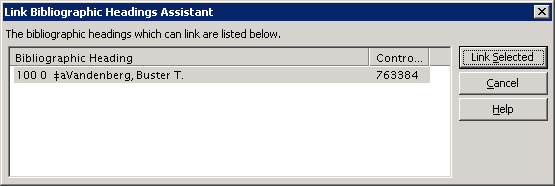 Link Bibliographic Headings Assistant
The bibliographic headings which can link are listed below.
Bibliographic Heading Contro...
100 0 ‡aVandenberg, Buster T. 763384
Link Selected
Cancel
Help